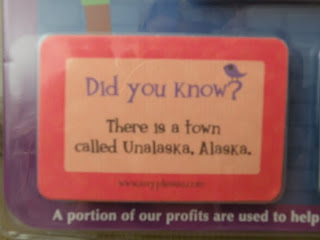 Did you know?
There is a town
called Unalaska, Alaska.
A portion of our profits are used to help